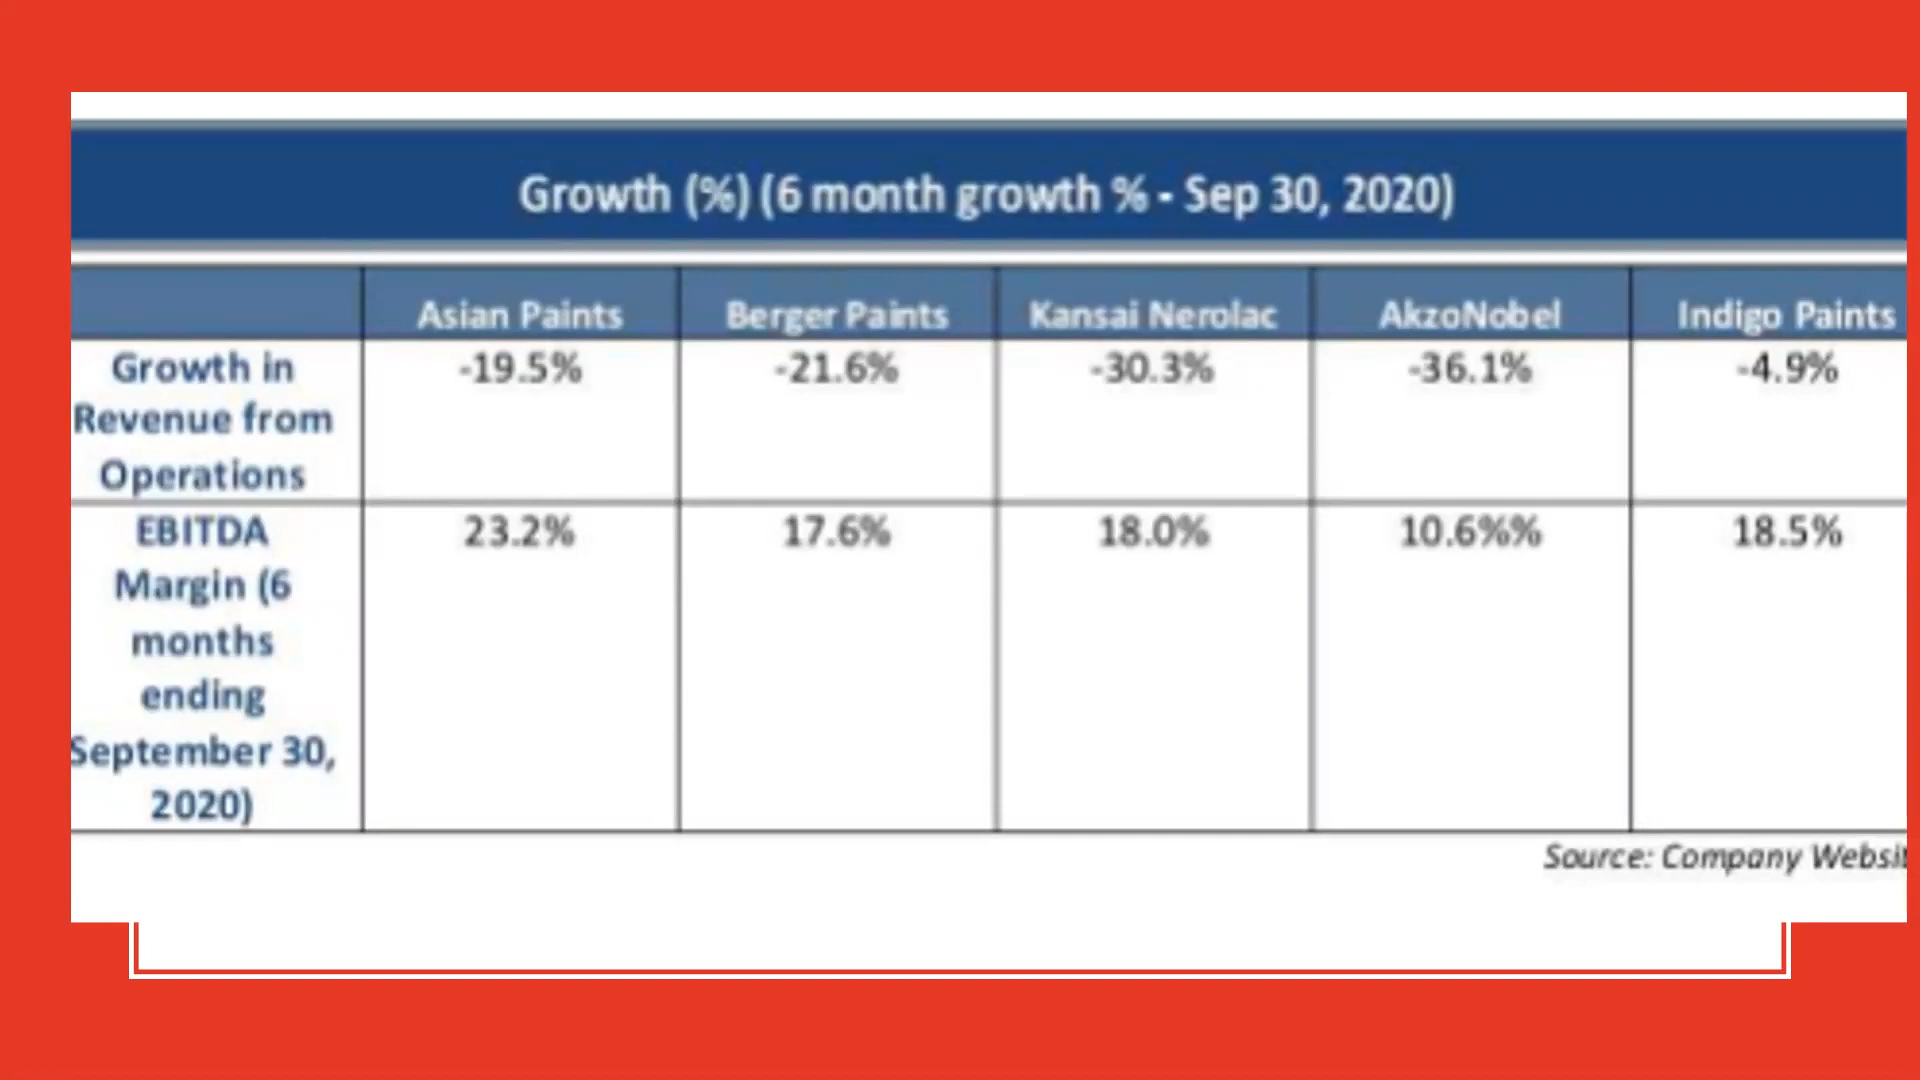 Growth (%) (6 month growth % - Sep 30, 2020)
Asian Paints Berger Paints Kansai Nerolac AkzoNobel Indigo Paints
Growth in -19.5% -21.6% -30.3% -36.1% -4.9%
Revenue from
Operations
EBITDA 23.2% 17.6% 18.0% 10.6%% 18.5%
Margin (6
months
ending
September 30,
2020)
Source: Company Websit